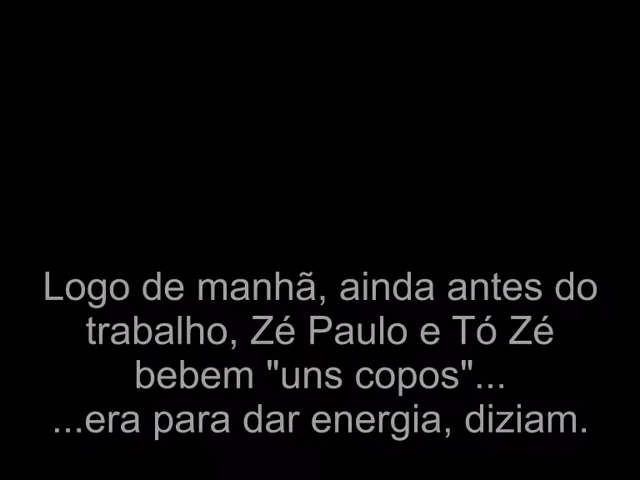 Logo de manhã, ainda antes do
trabalho, Zé Paulo e Tó Zé
bebem "uns copos"...
...era para dar energia, diziam.